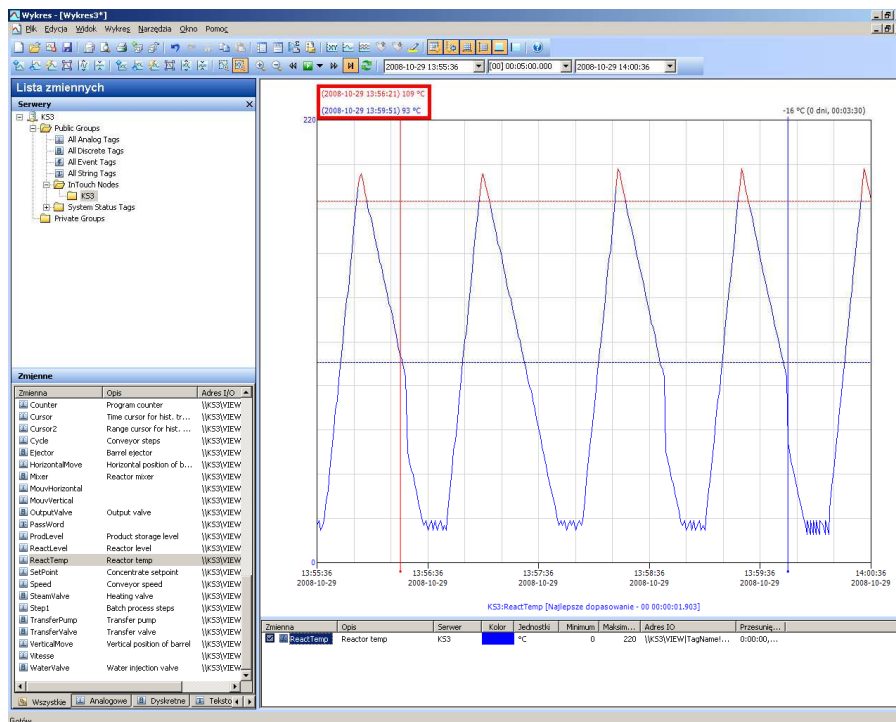 Wykres - [Wykres3*]
Plik Edycja Widok Wykres Narzędzia Okno Pomoc
2008-10-29 13:55:36 [00] 00:05:00.000 2008-10-29 14:00:36
Lista zmiennych
Serwery
KS3
Public Groups
All Analog Tags
All Discrete Tags
All Event Tags
All String Tags
InTouch Nodes
KS3
System Status Tags
Private Groups
Zmienne
Zmienna Opis Adres I/O
Counter Program counter \\KS3\VIEW
Cursor Time cursor for hist. tr... \\KS3\VIEW
Cursor2 Range cursor for hist. ... \\KS3\VIEW
Cycle Conveyor steps \\KS3\VIEW
Ejector Barrel ejector \\KS3\VIEW
HorizontalMove Horizontal position of b... \\KS3\VIEW
Mixer Reactor mixer \\KS3\VIEW
MouvHorizontal \\KS3\VIEW
MouvVertical \\KS3\VIEW
OutputValve Output valve \\KS3\VIEW
PassWord \\KS3\VIEW
ProdLevel Product storage level \\KS3\VIEW
ReactLevel Reactor level \\KS3\VIEW
ReactTemp Reactor temp \\KS3\VIEW
SetPoint Concentrate setpoint \\KS3\VIEW
Speed Conveyor speed \\KS3\VIEW
SteamValve Heating valve \\KS3\VIEW
Step1 Batch process steps \\KS3\VIEW
TransferPump Transfer pump \\KS3\VIEW
TransferValve Transfer valve \\KS3\VIEW
VerticalMove Vertical position of barrel \\KS3\VIEW
Vitesse \\KS3\VIEW
WaterValve Water injection valve \\KS3\VIEW
Wszystkie Analogowe Dyskretne Teksto
(2008-10-29 13:56:21) 109 °C
(2008-10-29 13:59:51) 93 °C
-16 °C (0 dni, 00:03:30)
220
0
13:55:36 13:56:36 13:57:36 13:58:36 13:59:36 14:00:36
2008-10-29 2008-10-29 2008-10-29 2008-10-29 2008-10-29 2008-10-29
KS3:ReactTemp [Najlepsze dopasowanie - 00 00:00:01.903]
Zmienna Opis Serwer Kolor Jednostki Minimum Maksim... Adres IO Przesunię...
ReactTemp Reactor temp KS3 °C 0 220 \\KS3\VIEW|TagName!... 0:00:00,...